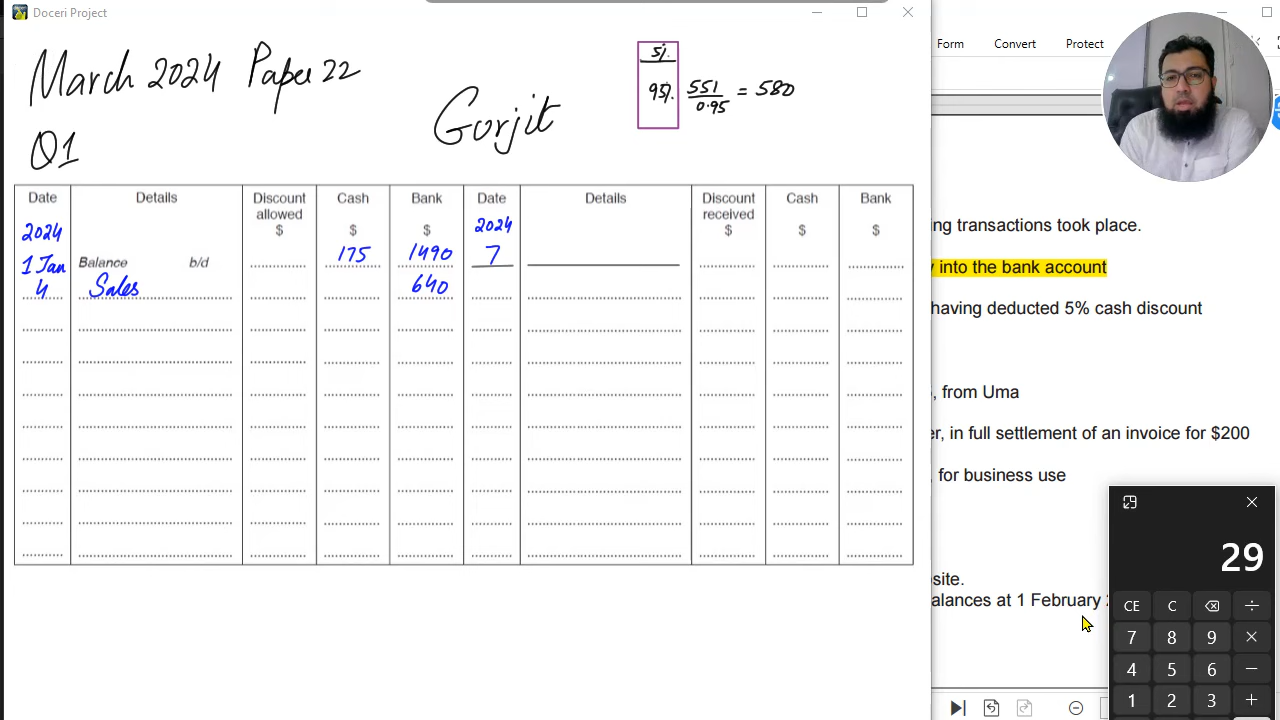 Doceri Project
Form Convert Protect
March 2024 Paper 22
Q1
Gorjit
5%
95% 551 / 0.95 = 580
Date Details Discount allowed $ Cash $ Bank $ Date Details Discount received $ Cash $ Bank $
2024 2024
1 Jan Balance b/d 175 1490 7
4 Sales 640
ing transactions took place.
into the bank account
having deducted 5% cash discount
, from Uma
er, in full settlement of an invoice for $200
, for business use
site.
alances at 1 February
29
CE C ÷
7 8 9 ×
4 5 6 −
1 2 3 +